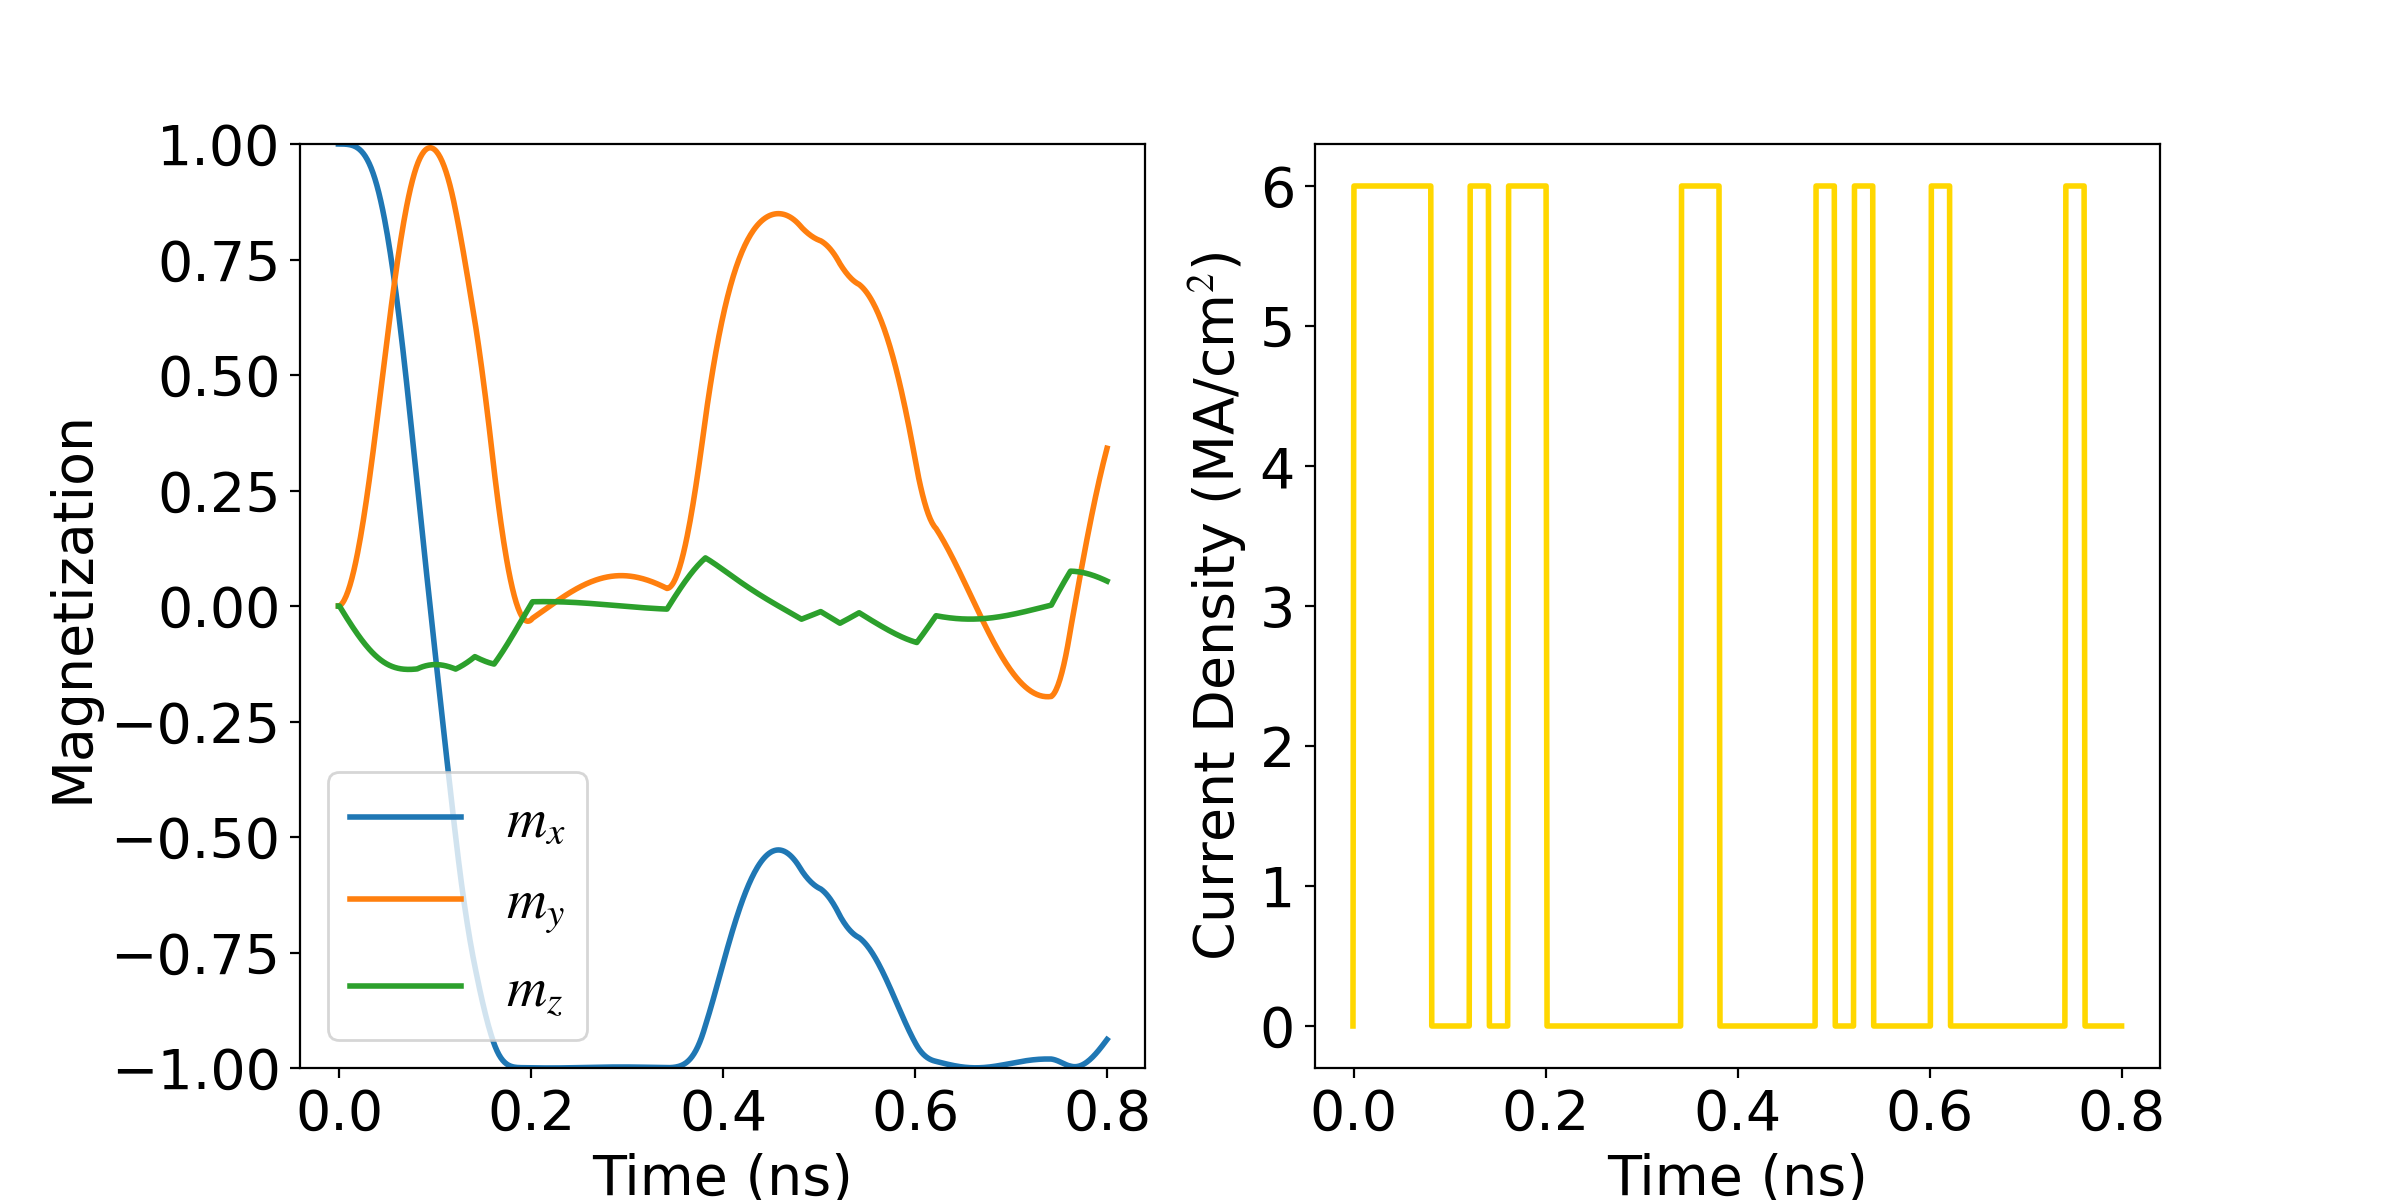 Magnetization
1.00
0.75
0.50
0.25
0.00
−0.25
−0.50
−0.75
−1.00
m_x
m_y
m_z
0.0 0.2 0.4 0.6 0.8
Time (ns)
Current Density (MA/cm²)
6
5
4
3
2
1
0
0.0 0.2 0.4 0.6 0.8
Time (ns)